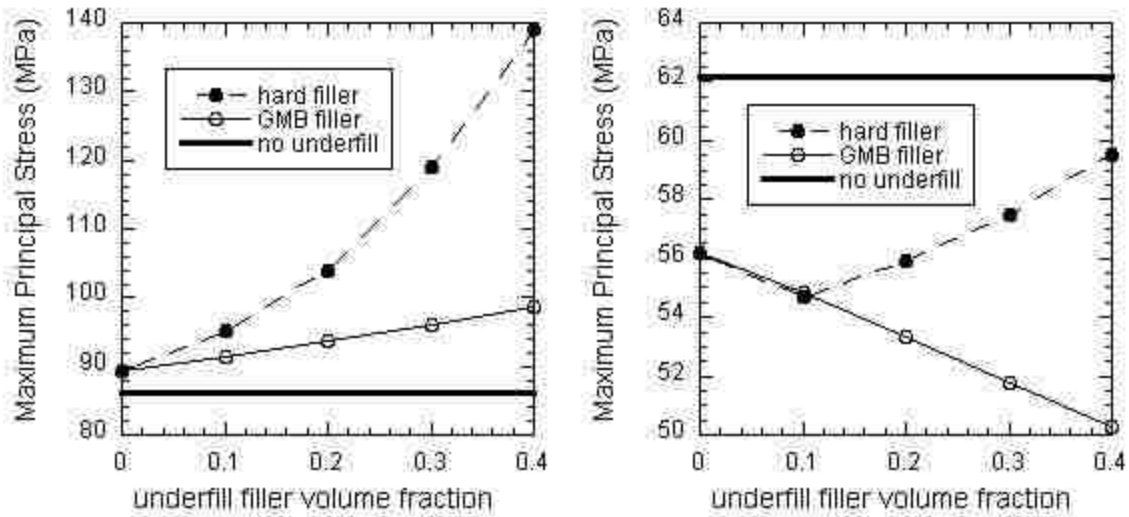 Maximum Principal Stress (MPa)
140
130
120
110
100
90
80
hard filler
GMB filler
no underfill
0
0.1
0.2
0.3
0.4
underfill filler volume fraction
Maximum Principal Stress (MPa)
64
62
60
58
56
54
52
50
hard filler
GMB filler
no underfill
0
0.1
0.2
0.3
0.4
underfill filler volume fraction